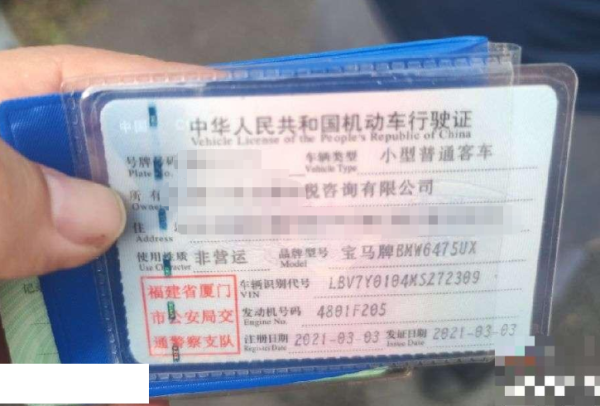 中华人民共和国机动车行驶证
Vehicle License of the People's Republic of China
号牌号码 车辆类型 小型普通客车
Plate No. Vehicle Type
所有 悦咨询有限公司
Owner
住
Address
使用性质 非营运 品牌型号 宝马牌BMW6475UX
Use Character Model
福建省厦门
市公安局交
通警察支队
车辆识别代号 LBV7Y0104MSZ72309
VIN
发动机号码 4801F205
Engine No.
注册日期 2021-03-03 发证日期 2021-03-03
Register Date Issue Date